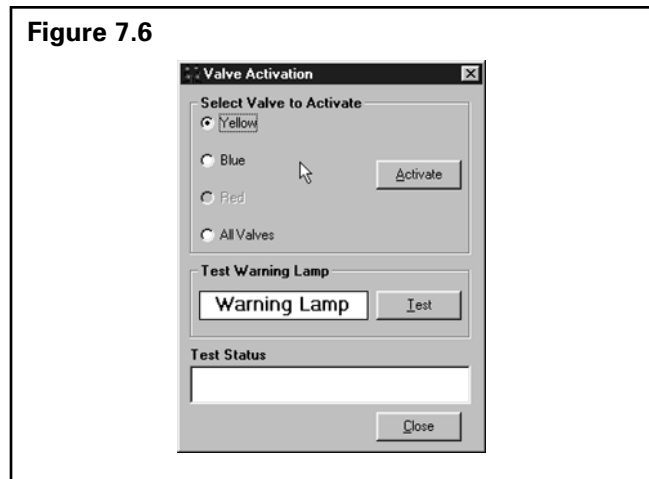 Figure 7.6
Valve Activation
Select Valve to Activate
Yellow
Blue
Activate
Red
All Valves
Test Warning Lamp
Warning Lamp
Test
Test Status
Close